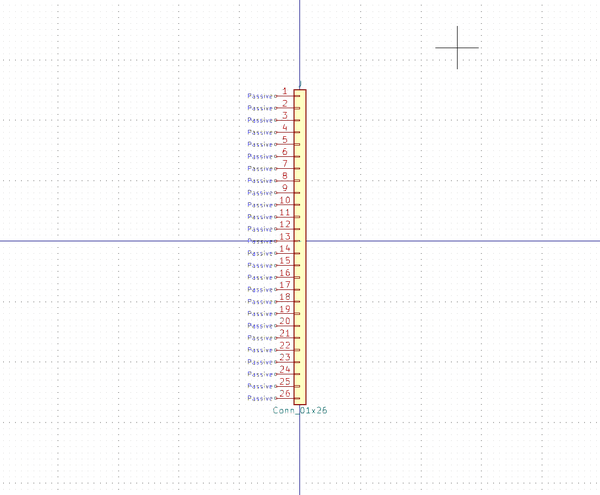 J
Passive 1
Passive 2
Passive 3
Passive 4
Passive 5
Passive 6
Passive 7
Passive 8
Passive 9
Passive 10
Passive 11
Passive 12
Passive 13
Passive 14
Passive 15
Passive 16
Passive 17
Passive 18
Passive 19
Passive 20
Passive 21
Passive 22
Passive 23
Passive 24
Passive 25
Passive 26
Conn_01x26